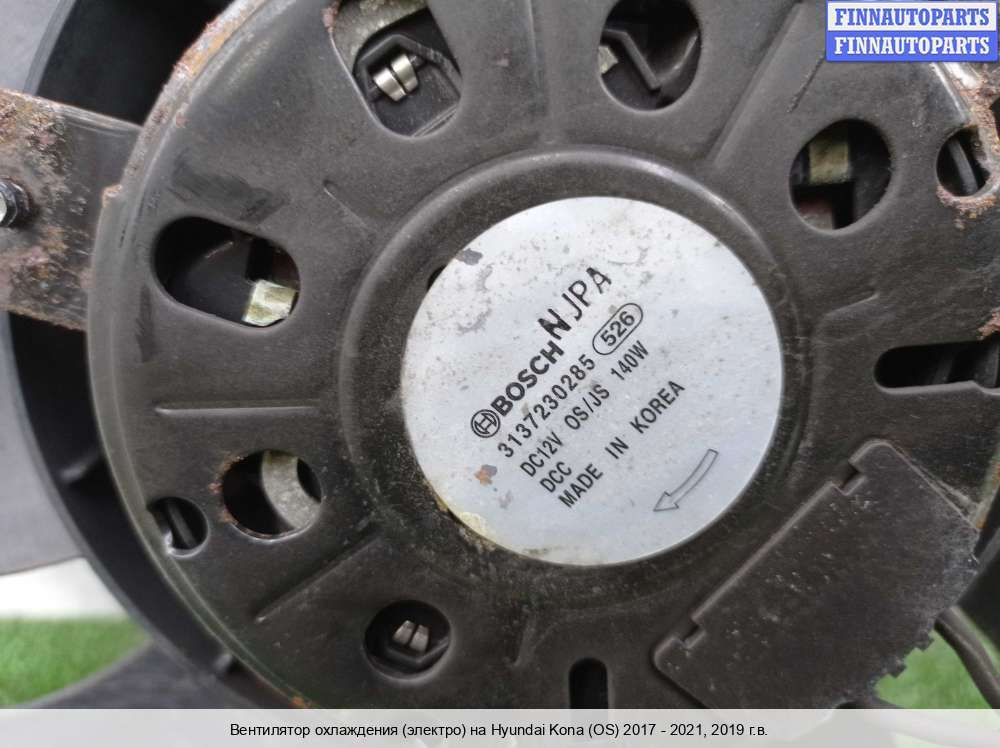 FINNAUTOPARTS
FINNAUTOPARTS
BOSCH N JPA
3137230285 526
DC12V OS/JS 140W
DCC
MADE IN KOREA
Вентилятор охлаждения (электро) на Hyundai Kona (OS) 2017 - 2021, 2019 г.в.